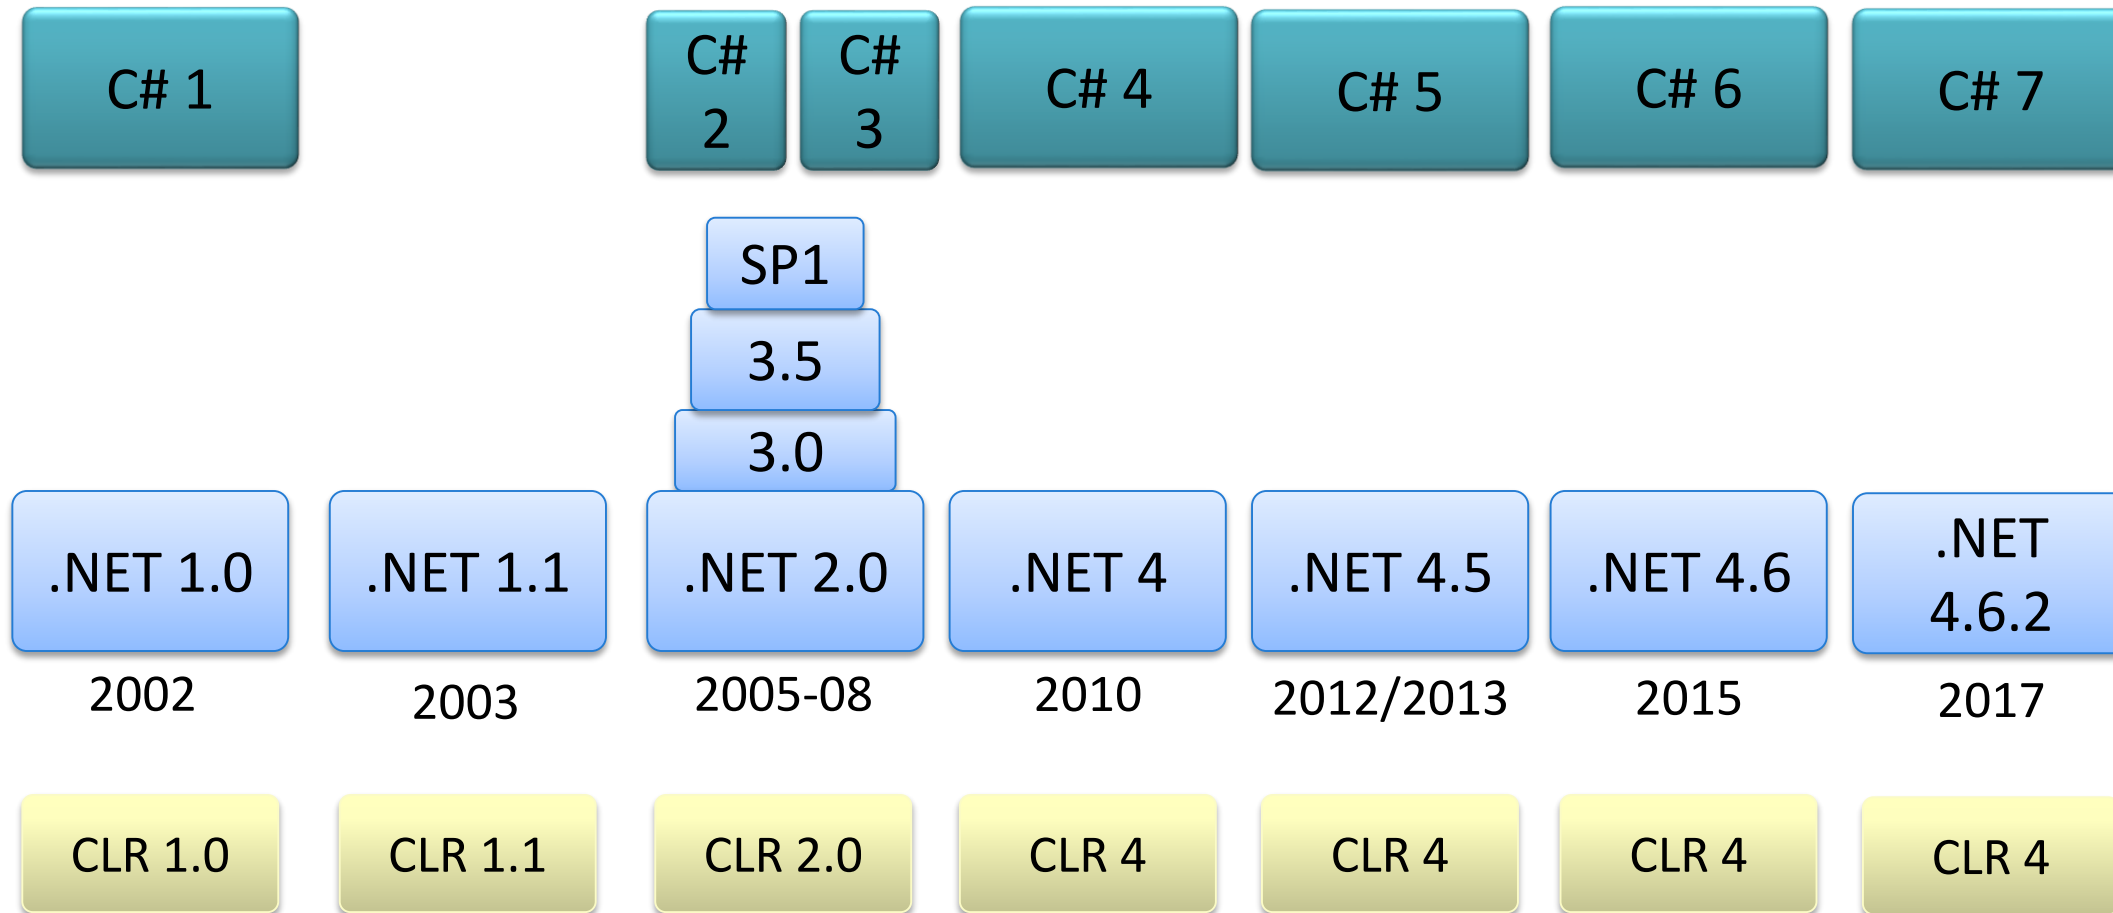 C# 1
C#
2
C#
3
C# 4
C# 5
C# 6
C# 7
SP1
3.5
3.0
.NET 1.0
.NET 1.1
.NET 2.0
.NET 4
.NET 4.5
.NET 4.6
.NET
4.6.2
2002
2003
2005-08
2010
2012/2013
2015
2017
CLR 1.0
CLR 1.1
CLR 2.0
CLR 4
CLR 4
CLR 4
CLR 4